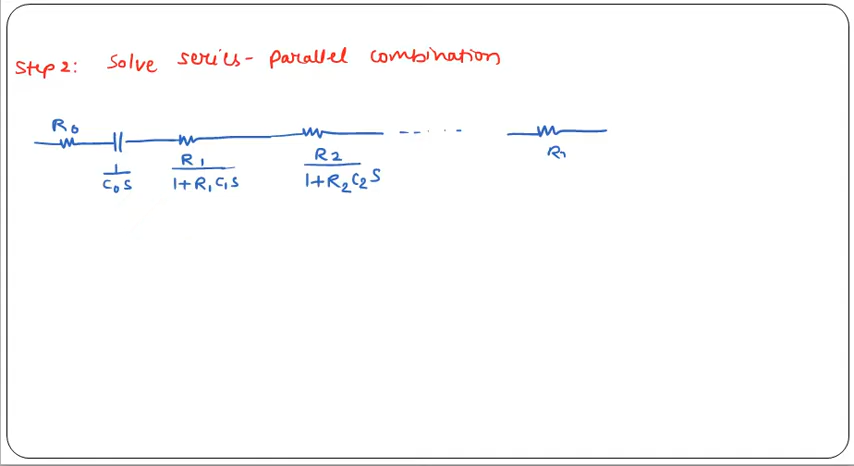 Step 2: Solve series-parallel combination
R0
R1 R2 R
1 1+R1C1S 1+R2C2S
C0S